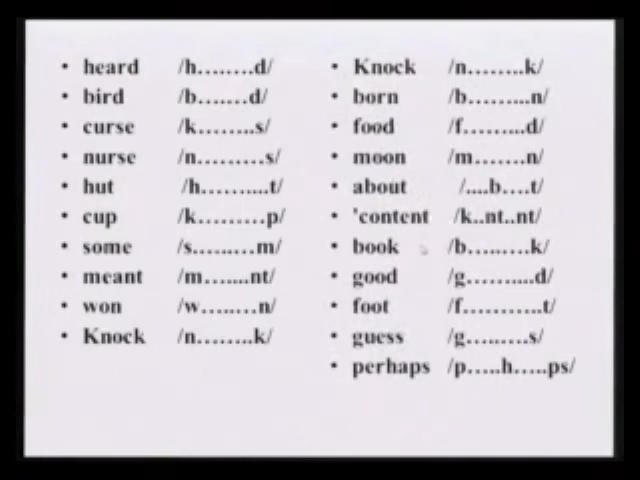 • heard /h……..d/
• bird /b…….d/
• curse /k……...s/
• nurse /n………s/
• hut /h……....t/
• cup /k………p/
• some /s…..…m/
• meant /m…....nt/
• won /w…..…n/
• Knock /n……..k/
• Knock /n……..k/
• born /b……...n/
• food /f……...d/
• moon /m…….n/
• about /....b….t/
• 'content /k..nt..nt/
• book /b…..….k/
• good /g……....d/
• foot /f………..t/
• guess /g…..….s/
• perhaps /p…..h…..ps/